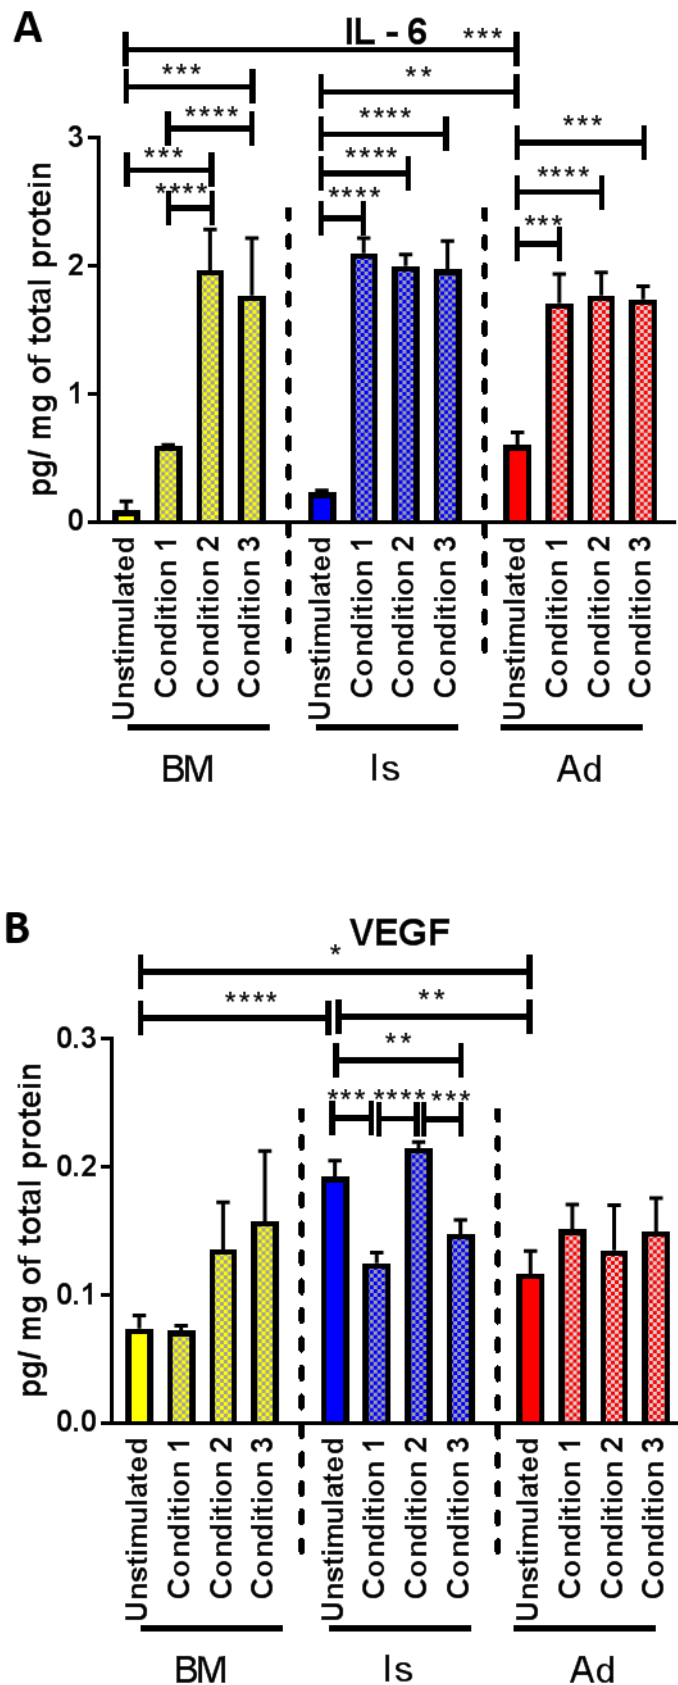 A
IL - 6
***
***
**
****
****
***
***
****
****
****
****
***
***
3
2
1
0
pg/ mg of total protein
Unstimulated
Condition 1
Condition 2
Condition 3
Unstimulated
Condition 1
Condition 2
Condition 3
Unstimulated
Condition 1
Condition 2
Condition 3
BM
Is
Ad
B
VEGF
*
****
**
**
***
****
***
0.3
0.2
0.1
0.0
pg/ mg of total protein
Unstimulated
Condition 1
Condition 2
Condition 3
Unstimulated
Condition 1
Condition 2
Condition 3
Unstimulated
Condition 1
Condition 2
Condition 3
BM
Is
Ad